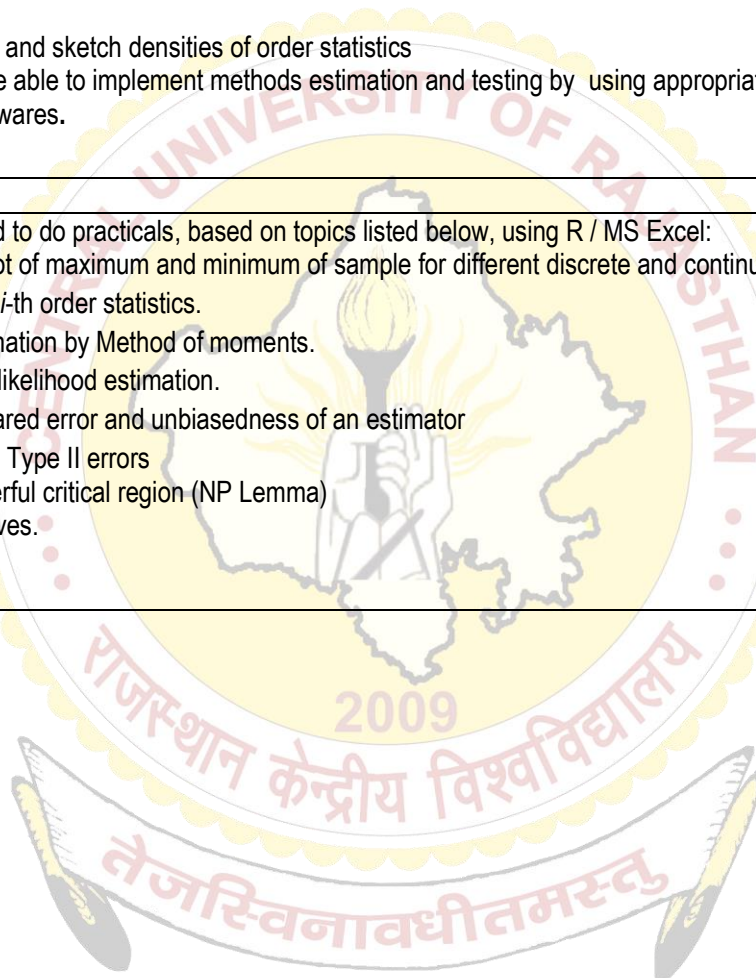 and sketch densities of order statistics
e able to implement methods estimation and testing by using appropriat
wares.
d to do practicals, based on topics listed below, using R / MS Excel:
ot of maximum and minimum of sample for different discrete and continu
i-th order statistics.
nation by Method of moments.
likelihood estimation.
ared error and unbiasedness of an estimator
Type II errors
erful critical region (NP Lemma)
ves.
CENTRAL UNIVERSITY OF RAJASTHAN
2009
राजस्थान केन्द्रीय विश्वविद्यालय
तेजस्विनावधीतमस्तु